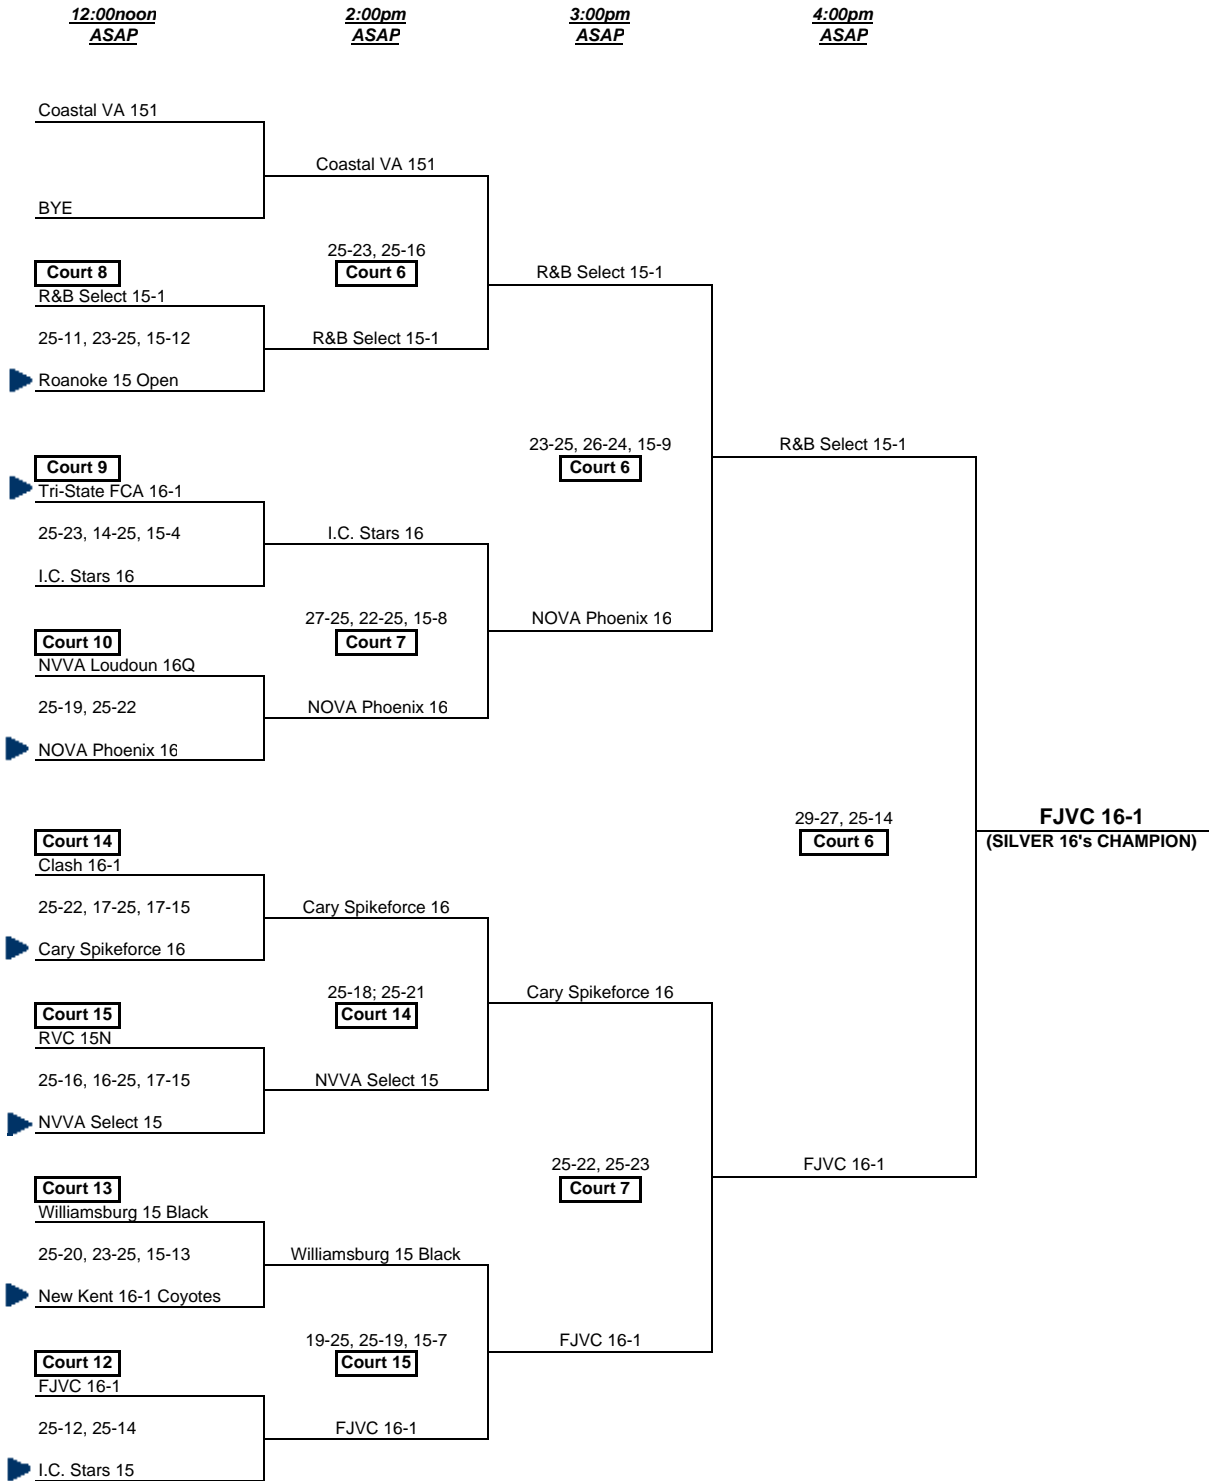 12:00noon
ASAP
2:00pm
ASAP
3:00pm
ASAP
4:00pm
ASAP
Coastal VA 151
Coastal VA 151
BYE
25-23, 25-16
Court 8
Court 6
R&B Select 15-1
R&B Select 15-1
25-11, 23-25, 15-12
R&B Select 15-1
Roanoke 15 Open
23-25, 26-24, 15-9
R&B Select 15-1
Court 9
Court 6
Tri-State FCA 16-1
25-23, 14-25, 15-4
I.C. Stars 16
I.C. Stars 16
27-25, 22-25, 15-8
NOVA Phoenix 16
Court 10
Court 7
NVVA Loudoun 16Q
25-19, 25-22
NOVA Phoenix 16
NOVA Phoenix 16
29-27, 25-14
FJVC 16-1
Court 14
Court 6
(SILVER 16's CHAMPION)
Clash 16-1
25-22, 17-25, 17-15
Cary Spikeforce 16
Cary Spikeforce 16
25-18; 25-21
Cary Spikeforce 16
Court 15
Court 14
RVC 15N
25-16, 16-25, 17-15
NVVA Select 15
NVVA Select 15
25-22, 25-23
FJVC 16-1
Court 13
Court 7
Williamsburg 15 Black
25-20, 23-25, 15-13
Williamsburg 15 Black
New Kent 16-1 Coyotes
19-25, 25-19, 15-7
FJVC 16-1
Court 12
Court 15
FJVC 16-1
25-12, 25-14
FJVC 16-1
I.C. Stars 15